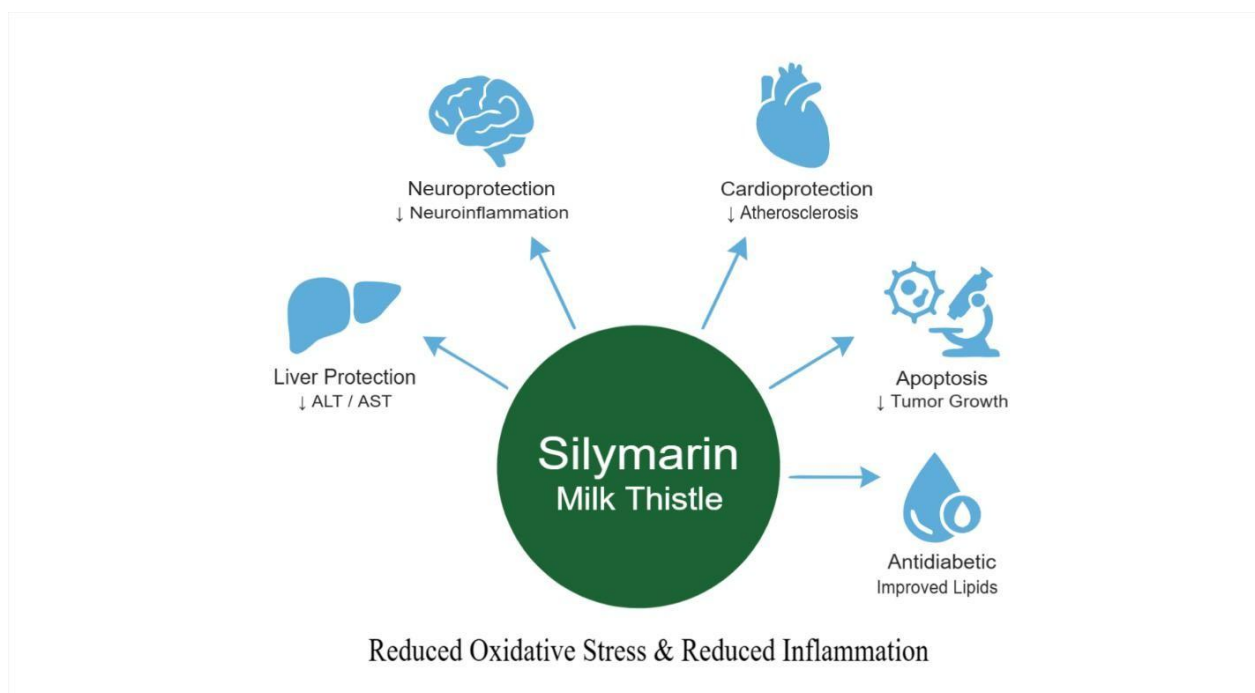 Neuroprotection
↓ Neuroinflammation
Cardioprotection
↓ Atherosclerosis
Liver Protection
↓ ALT / AST
Apoptosis
↓ Tumor Growth
Silymarin
Milk Thistle
Antidiabetic
Improved Lipids
Reduced Oxidative Stress & Reduced Inflammation